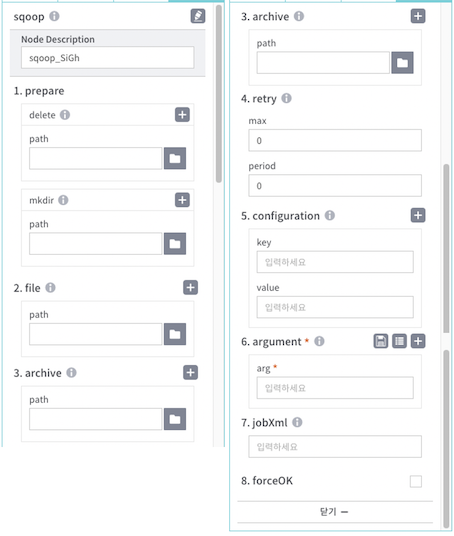 sqoop
Node Description
sqoop_SiGh
1. prepare
delete
path
mkdir
path
2. file
path
3. archive
path
3. archive
path
4. retry
max
0
period
0
5. configuration
key
입력하세요
value
입력하세요
6. argument *
arg *
입력하세요
7. jobXml
입력하세요
8. forceOK
닫기 —